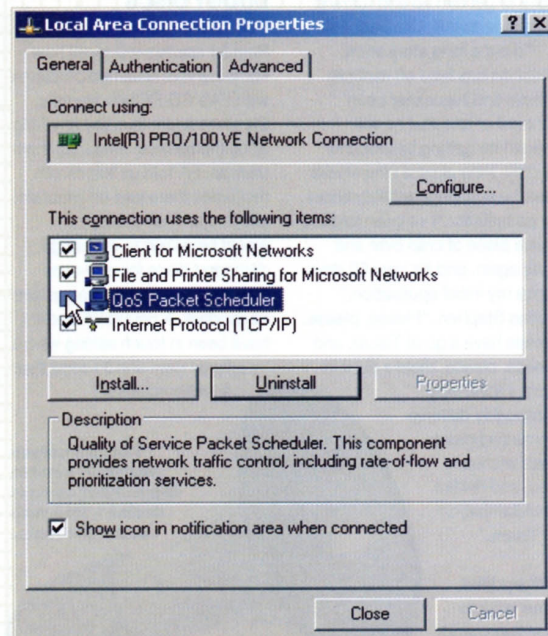 Local Area Connection Properties
General Authentication Advanced
Connect using:
Intel(R) PRO/100 VE Network Connection
Configure...
This connection uses the following items:
Client for Microsoft Networks
File and Printer Sharing for Microsoft Networks
QoS Packet Scheduler
Internet Protocol (TCP/IP)
Install... Uninstall Properties
Description
Quality of Service Packet Scheduler. This component
provides network traffic control, including rate-of-flow and
prioritization services.
Show icon in notification area when connected
Close Cancel